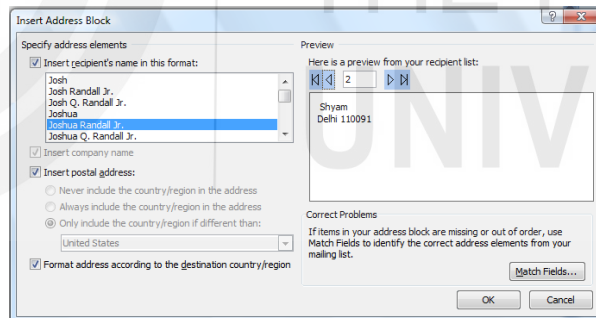 THE
UNIV
Insert Address Block
Specify address elements
Insert recipient's name in this format:
Josh
Josh Randall Jr.
Josh Q. Randall Jr.
Joshua
Joshua Randall Jr.
Joshua Q. Randall Jr.
Insert company name
Insert postal address:
Never include the country/region in the address
Always include the country/region in the address
Only include the country/region if different than:
United States
Format address according to the destination country/region
Preview
Here is a preview from your recipient list:
2
Shyam
Delhi 110091
Correct Problems
If items in your address block are missing or out of order, use
Match Fields to identify the correct address elements from your
mailing list.
Match Fields...
OK
Cancel